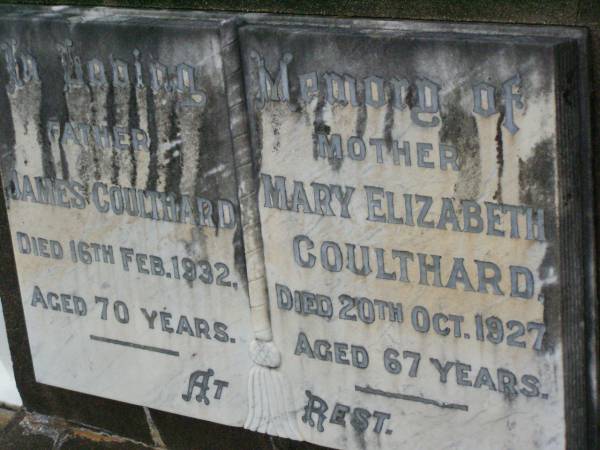 In Loving Memory of
FATHER
JAMES COULTHARD
DIED 16TH FEB. 1932,
AGED 70 YEARS.
MOTHER
MARY ELIZABETH
COULTHARD,
DIED 20TH OCT. 1927
AGED 67 YEARS.
AT REST.